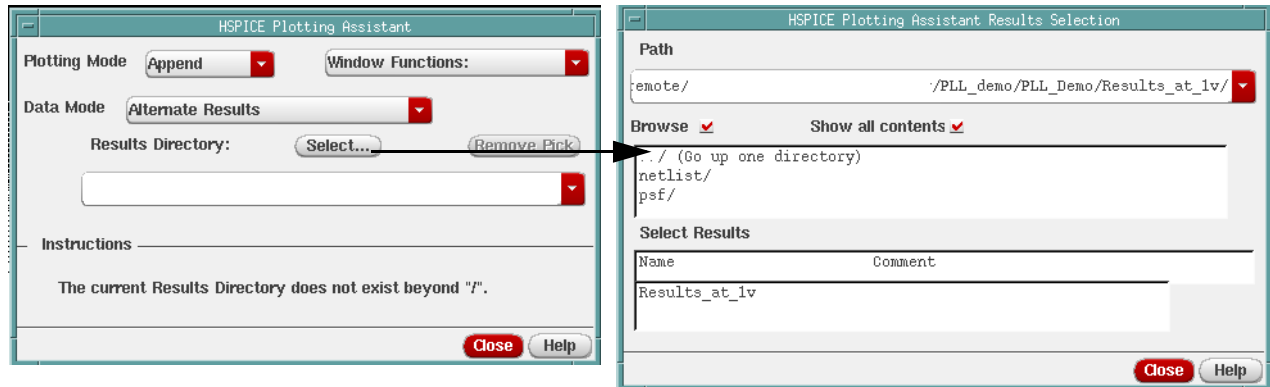 HSPICE Plotting Assistant
Plotting Mode Append Window Functions:
Data Mode Alternate Results
Results Directory: Select... Remove Pick
Instructions
The current Results Directory does not exist beyond "/".
Close Help
HSPICE Plotting Assistant Results Selection
Path
remote/ /PLL_demo/PLL_Demo/Results_at_1v/
Browse Show all contents
../ (Go up one directory)
netlist/
psf/
Select Results
Name Comment
Results_at_1v
Close Help